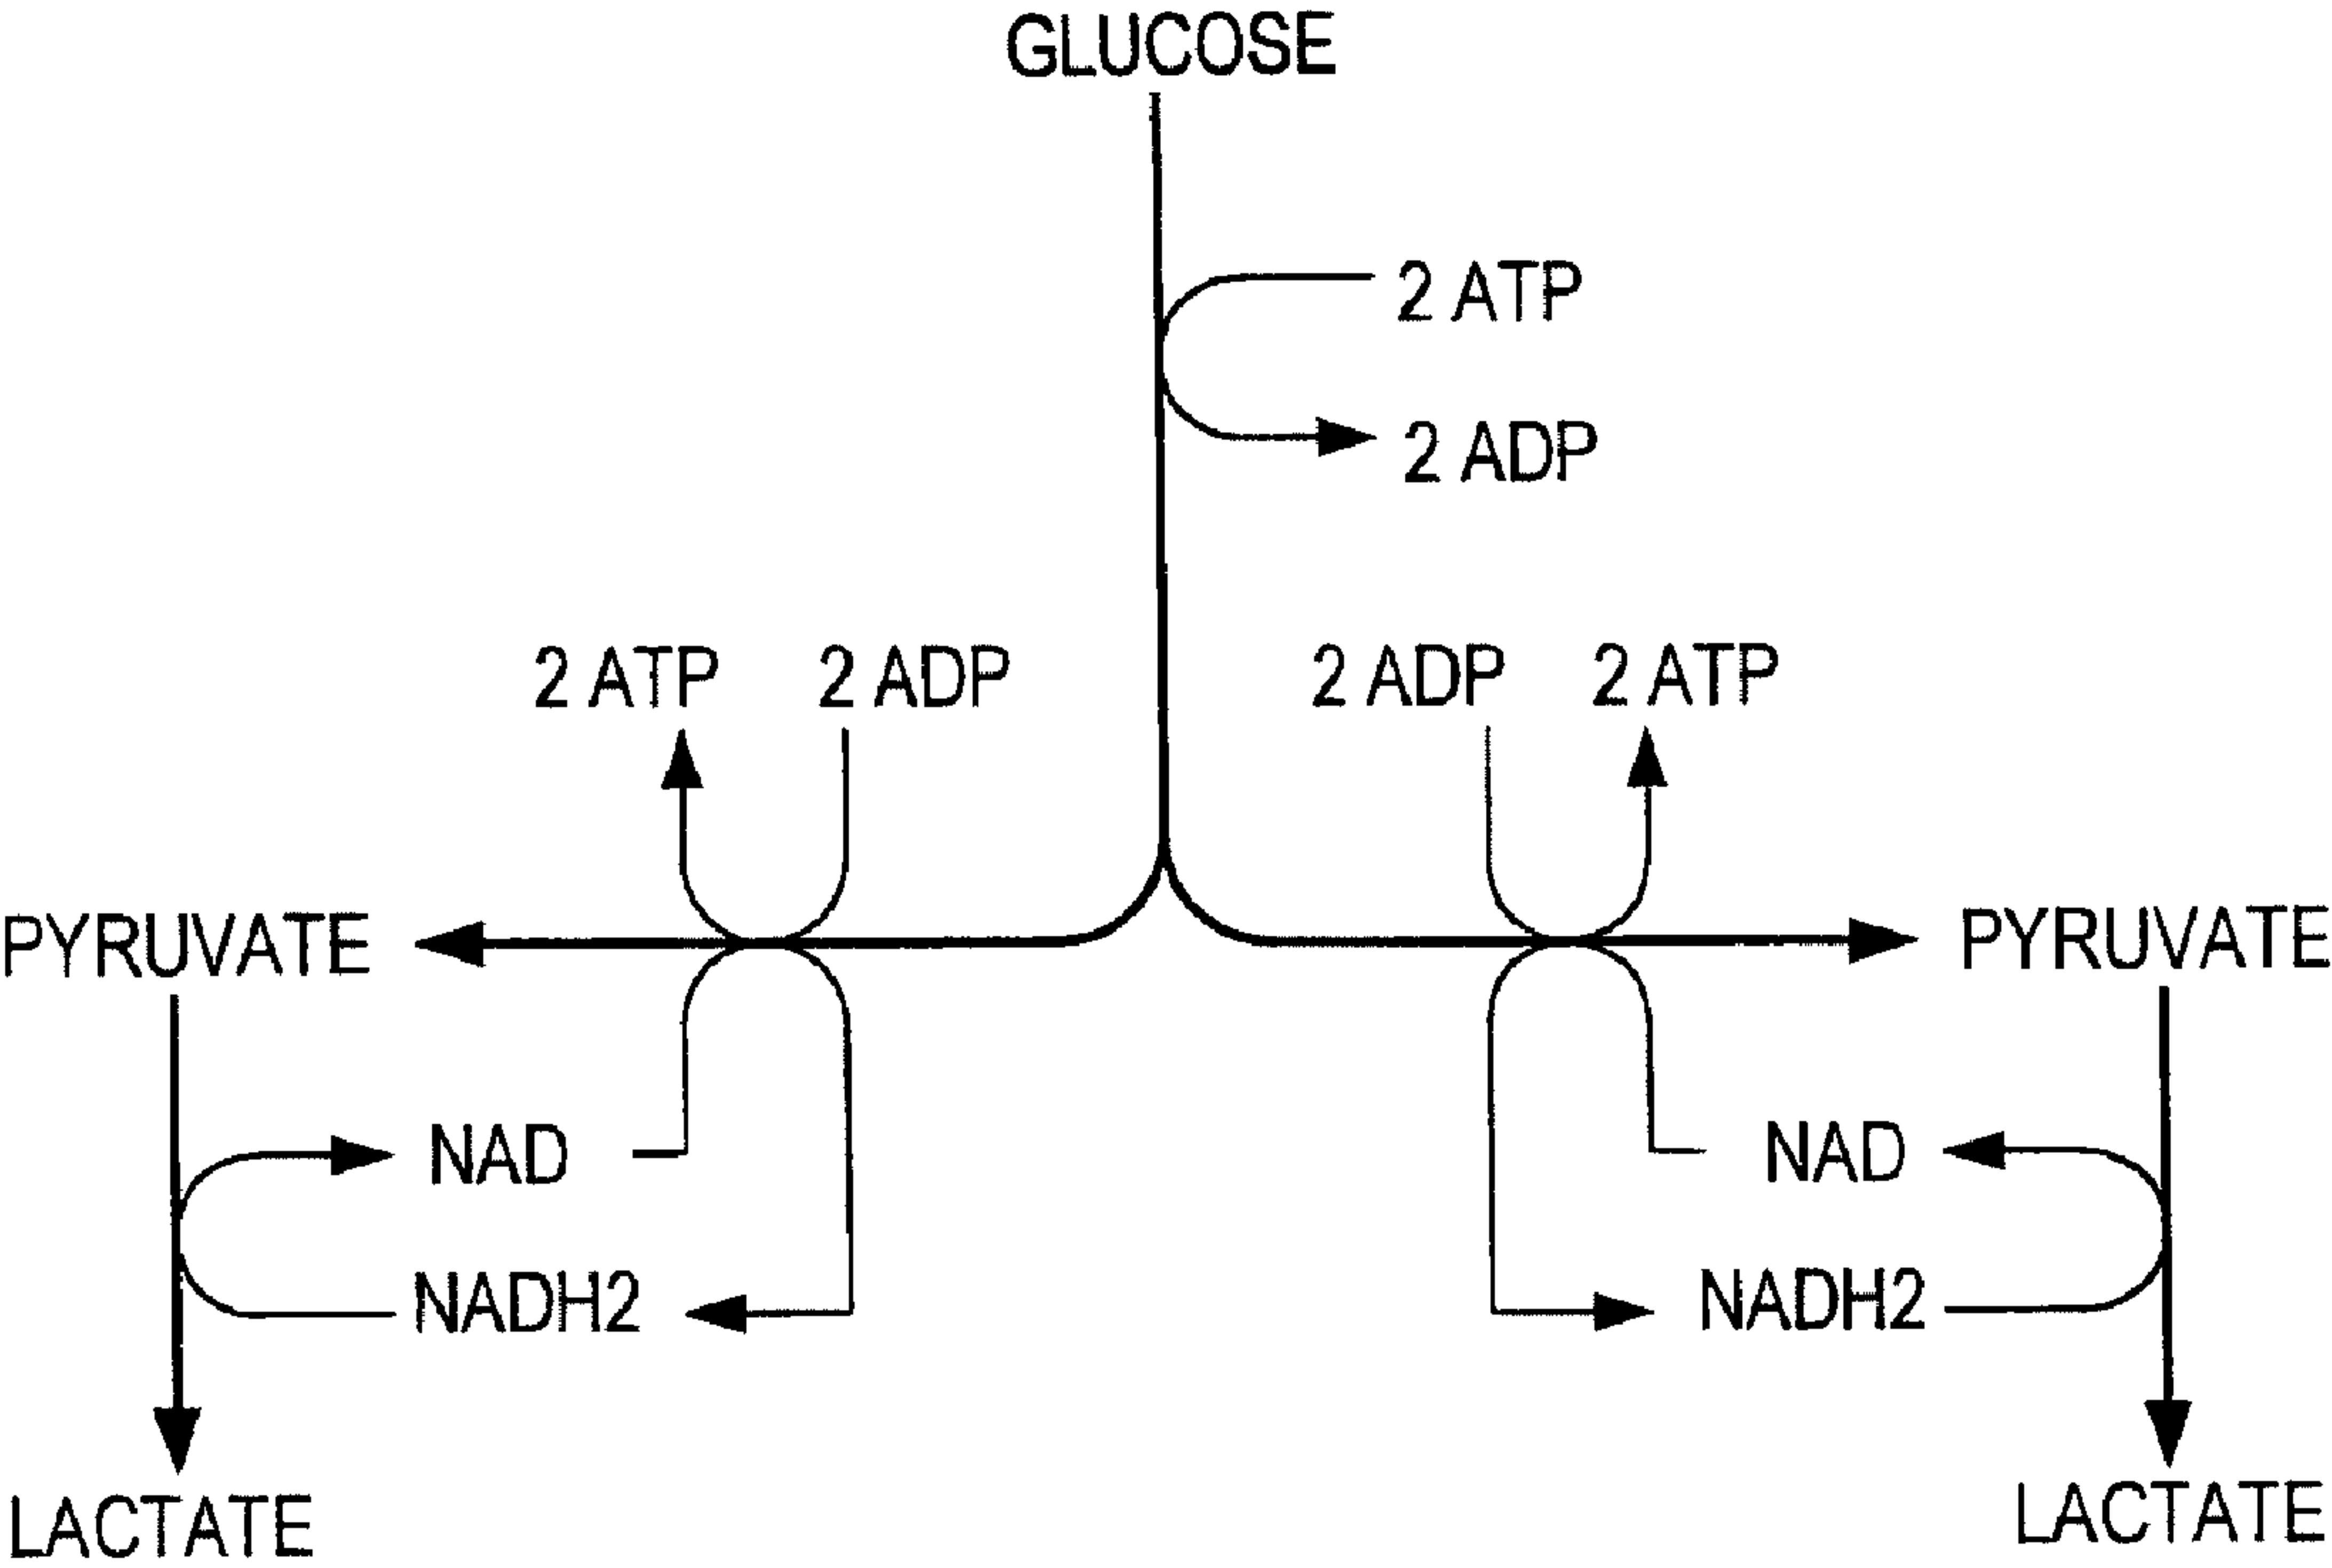 GLUCOSE
2 ATP
2 ADP
2 ATP 2 ADP 2 ADP 2 ATP
PYRUVATE PYRUVATE
NAD NAD
NADH2 NADH2
LACTATE LACTATE